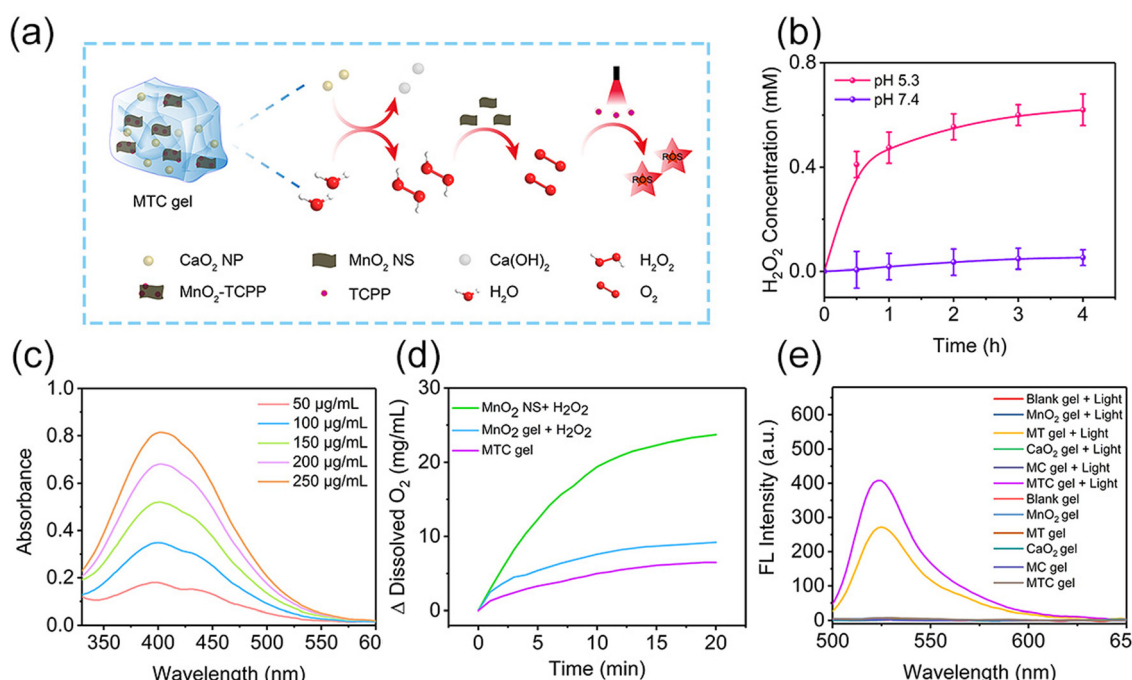 (a)
MTC gel
ROS
ROS
CaO₂ NP
MnO₂ NS
Ca(OH)₂
H₂O₂
MnO₂-TCPP
TCPP
H₂O
O₂
(b)
H₂O₂ Concentration (mM)
0.8
0.4
0.0
pH 5.3
pH 7.4
0 1 2 3 4
Time (h)
(c)
Absorbance
1.0
0.8
0.6
0.4
0.2
0.0
50 µg/mL
100 µg/mL
150 µg/mL
200 µg/mL
250 µg/mL
350 400 450 500 550 60
Wavelength (nm)
(d)
Δ Dissolved O₂ (mg/mL)
30
20
10
0
MnO₂ NS+ H₂O₂
MnO₂ gel + H₂O₂
MTC gel
0 5 10 15 20
Time (min)
(e)
FL Intensity (a.u.)
600
500
400
300
200
100
0
Blank gel + Light
MnO₂ gel + Light
MT gel + Light
CaO₂ gel + Light
MC gel + Light
MTC gel + Light
Blank gel
MnO₂ gel
MT gel
CaO₂ gel
MC gel
MTC gel
500 550 600 65
Wavelength (nm)